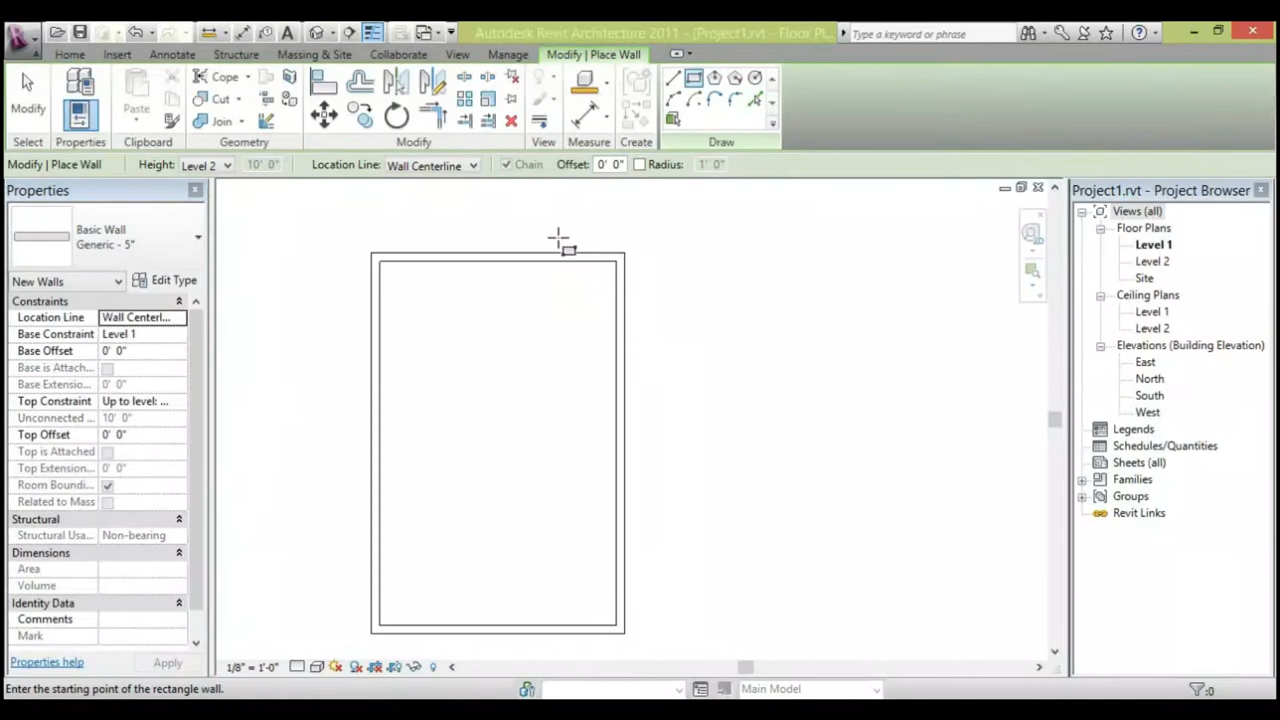 Autodesk Revit Architecture 2011 - [Project1.rvt - Floor Pl...
Type a keyword or phrase
Home Insert Annotate Structure Massing & Site Collaborate View Manage Modify | Place Wall
Modify Paste Cope Cut Join
Select Properties Clipboard Geometry Modify View Measure Create Draw
Modify | Place Wall Height: Level 2 10' 0" Location Line: Wall Centerline Chain Offset: 0' 0" Radius: 1' 0"
Properties
Basic Wall
Generic - 5"
New Walls Edit Type
Constraints
Location Line Wall Centerl...
Base Constraint Level 1
Base Offset 0' 0"
Base is Attach...
Base Extensio... 0' 0"
Top Constraint Up to level: ...
Unconnected ... 10' 0"
Top Offset 0' 0"
Top is Attached
Top Extension... 0' 0"
Room Boundi...
Related to Mass
Structural
Structural Usa... Non-bearing
Dimensions
Area
Volume
Identity Data
Comments
Mark
Properties help Apply
1/8" = 1'-0"
Project1.rvt - Project Browser
Views (all)
Floor Plans
Level 1
Level 2
Site
Ceiling Plans
Level 1
Level 2
Elevations (Building Elevation)
East
North
South
West
Legends
Schedules/Quantities
Sheets (all)
Families
Groups
Revit Links
Enter the starting point of the rectangle wall. Main Model :0